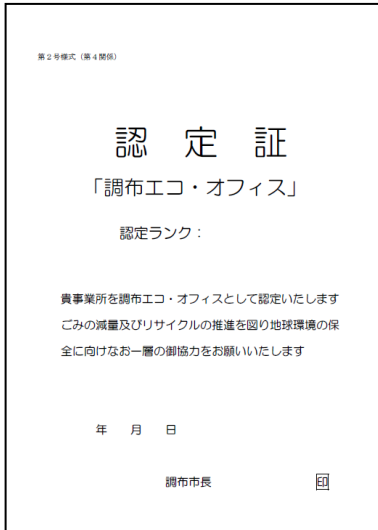 第2号様式（第4関係）
認 定 証
「調布エコ・オフィス」
認定ランク：
貴事業所を調布エコ・オフィスとして認定いたします
ごみの減量及びリサイクルの推進を図り地球環境の保
全に向けなお一層の御協力をお願いいたします
年 月 日
調布市長 印